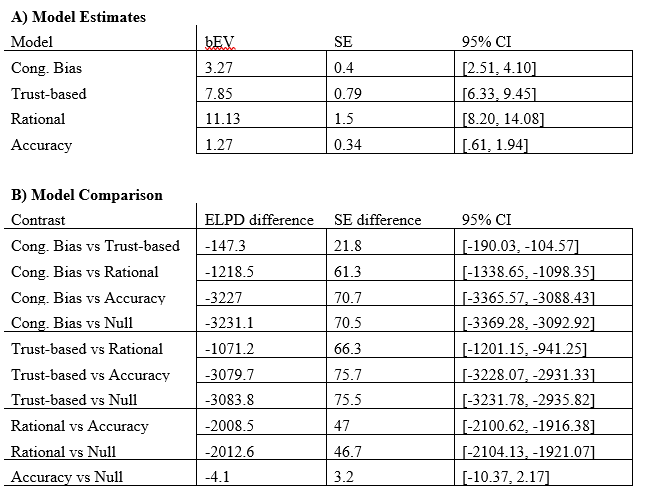 A) Model Estimates
Model bEV SE 95% CI
Cong. Bias 3.27 0.4 [2.51, 4.10]
Trust-based 7.85 0.79 [6.33, 9.45]
Rational 11.13 1.5 [8.20, 14.08]
Accuracy 1.27 0.34 [.61, 1.94]
B) Model Comparison
Contrast ELPD difference SE difference 95% CI
Cong. Bias vs Trust-based -147.3 21.8 [-190.03, -104.57]
Cong. Bias vs Rational -1218.5 61.3 [-1338.65, -1098.35]
Cong. Bias vs Accuracy -3227 70.7 [-3365.57, -3088.43]
Cong. Bias vs Null -3231.1 70.5 [-3369.28, -3092.92]
Trust-based vs Rational -1071.2 66.3 [-1201.15, -941.25]
Trust-based vs Accuracy -3079.7 75.7 [-3228.07, -2931.33]
Trust-based vs Null -3083.8 75.5 [-3231.78, -2935.82]
Rational vs Accuracy -2008.5 47 [-2100.62, -1916.38]
Rational vs Null -2012.6 46.7 [-2104.13, -1921.07]
Accuracy vs Null -4.1 3.2 [-10.37, 2.17]